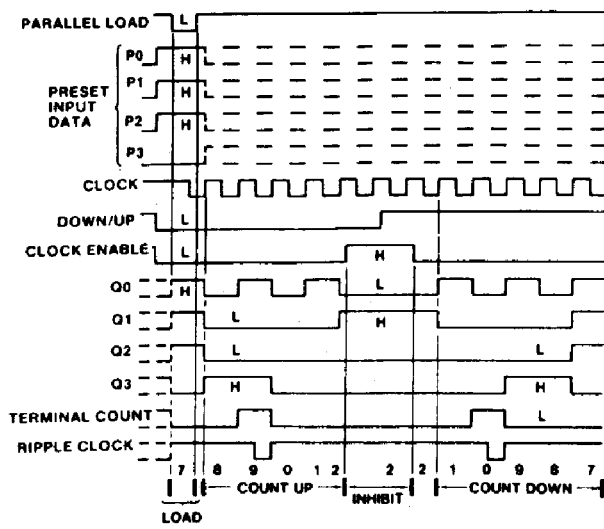 PARALLEL LOAD L
P0 H
P1 H
PRESET INPUT DATA
P2 H
P3
CLOCK
DOWN/UP L
CLOCK ENABLE L H
Q0 H L
Q1 L H
Q2 L L
Q3 H H
TERMINAL COUNT L
RIPPLE CLOCK
7 8 9 0 1 2 2 2 1 0 9 8 7
COUNT UP INHIBIT COUNT DOWN
LOAD